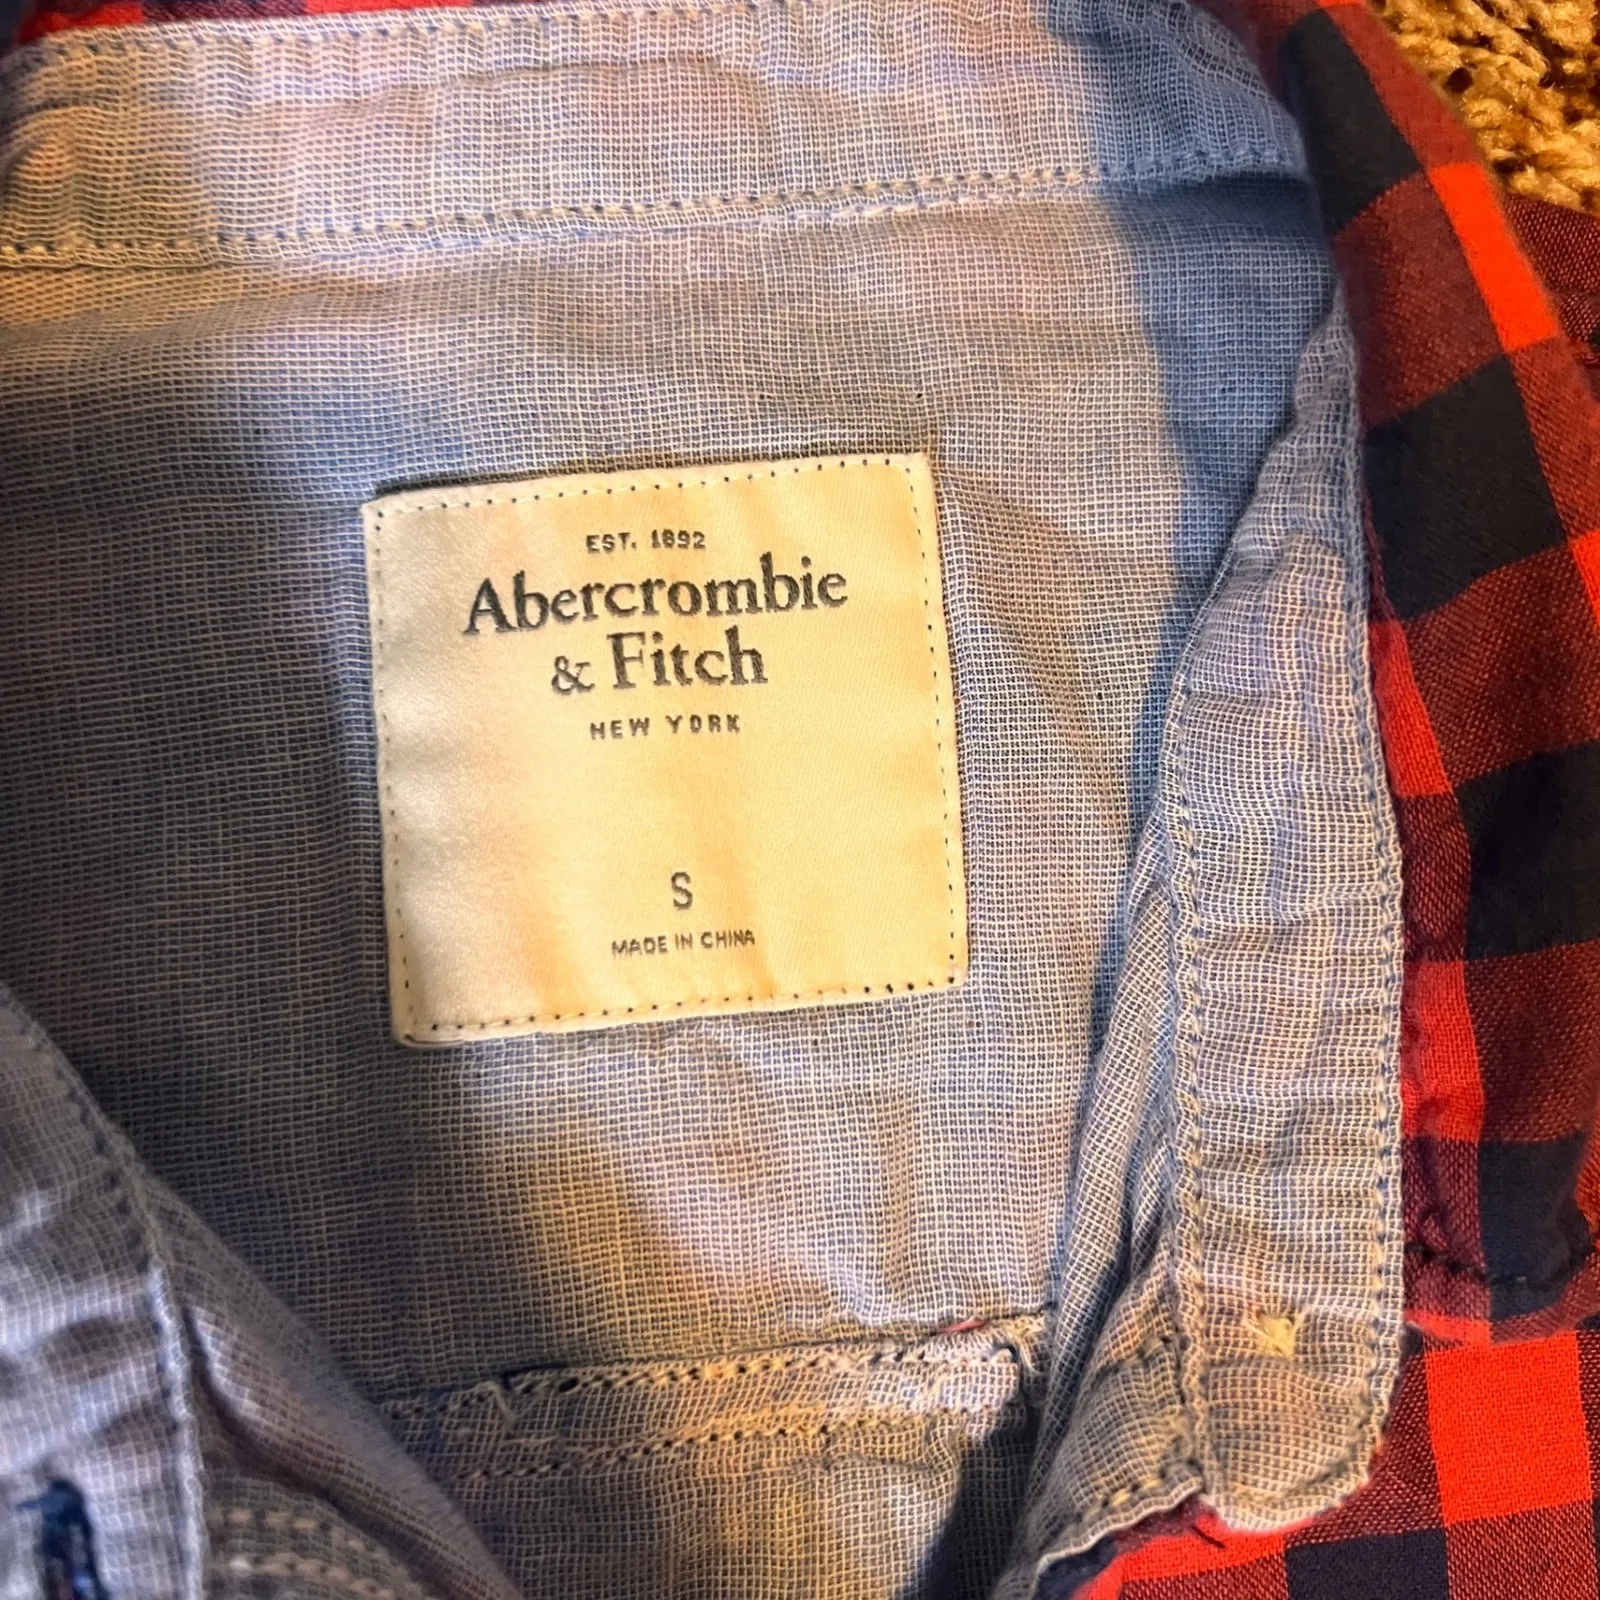 EST. 1892
Abercrombie
& Fitch
NEW YORK
S
MADE IN CHINA